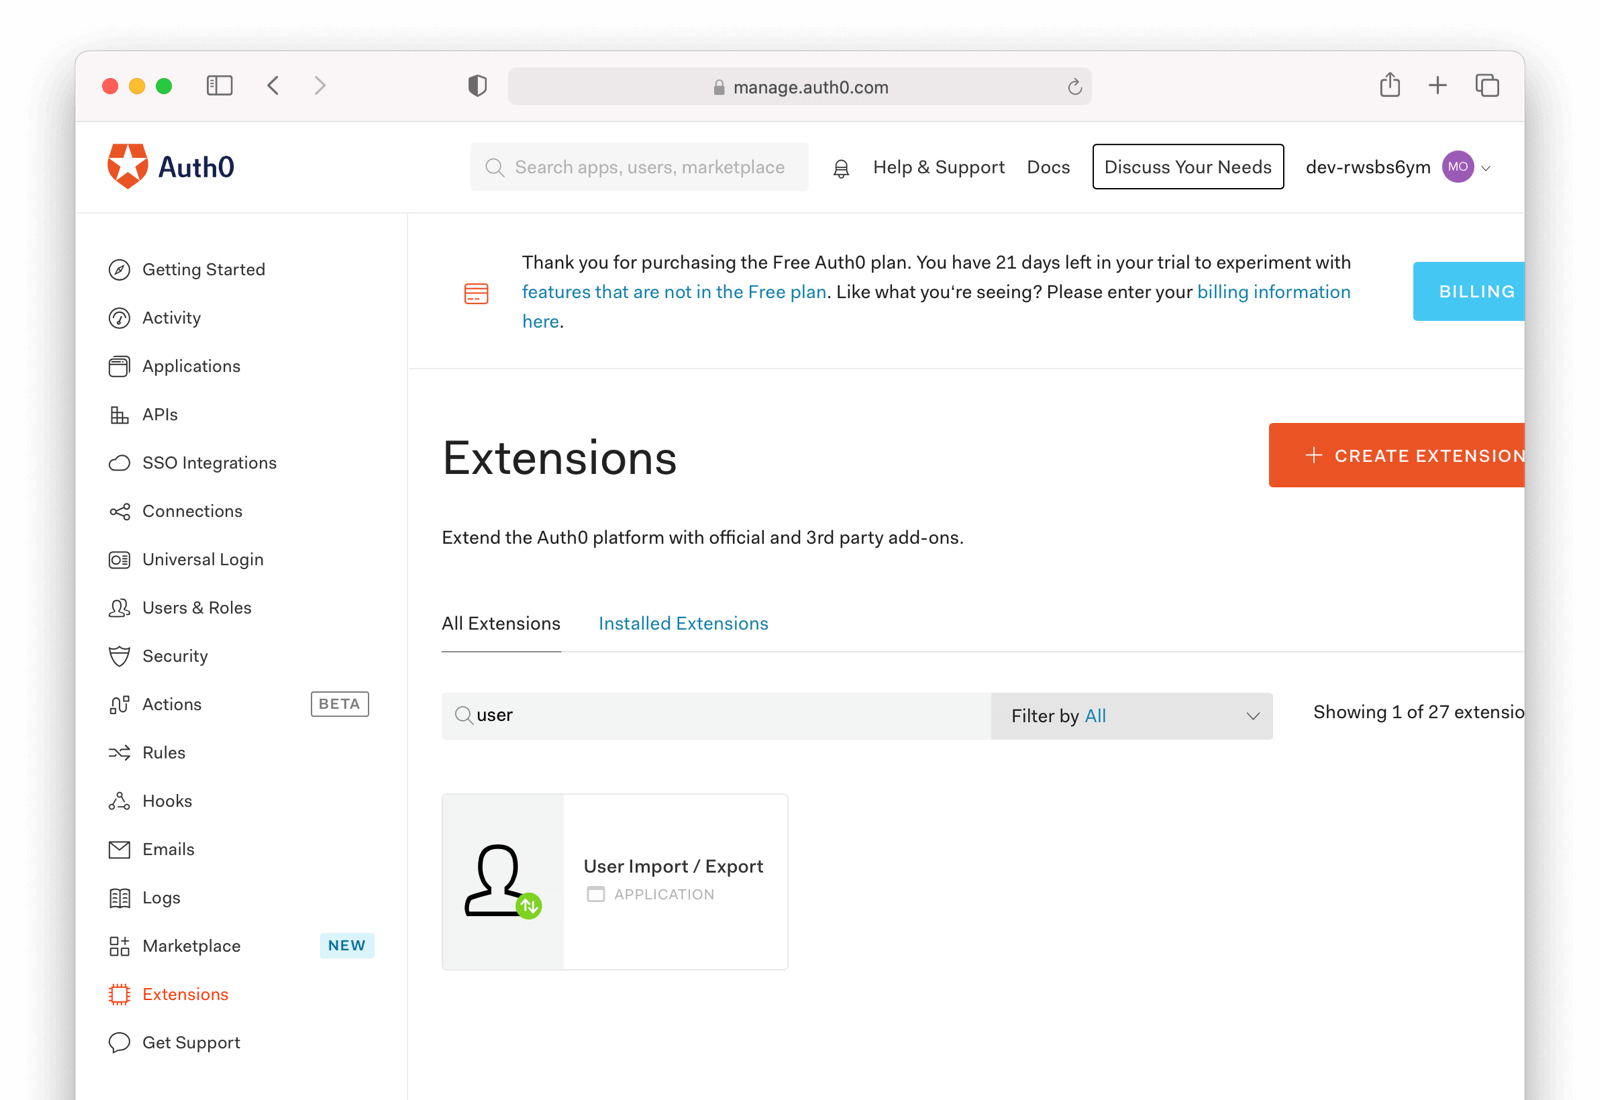 manage.auth0.com
Auth0
Search apps, users, marketplace
Help & Support
Docs
Discuss Your Needs
dev-rwsbs6ym
MO
Getting Started
Activity
Applications
APIs
SSO Integrations
Connections
Universal Login
Users & Roles
Security
Actions
BETA
Rules
Hooks
Emails
Logs
Marketplace
NEW
Extensions
Get Support
Thank you for purchasing the Free Auth0 plan. You have 21 days left in your trial to experiment with
features that are not in the Free plan. Like what you‘re seeing? Please enter your billing information
here.
BILLING
Extensions
+ CREATE EXTENSION
Extend the Auth0 platform with official and 3rd party add-ons.
All Extensions
Installed Extensions
user
Filter by All
Showing 1 of 27 extensio
User Import / Export
APPLICATION